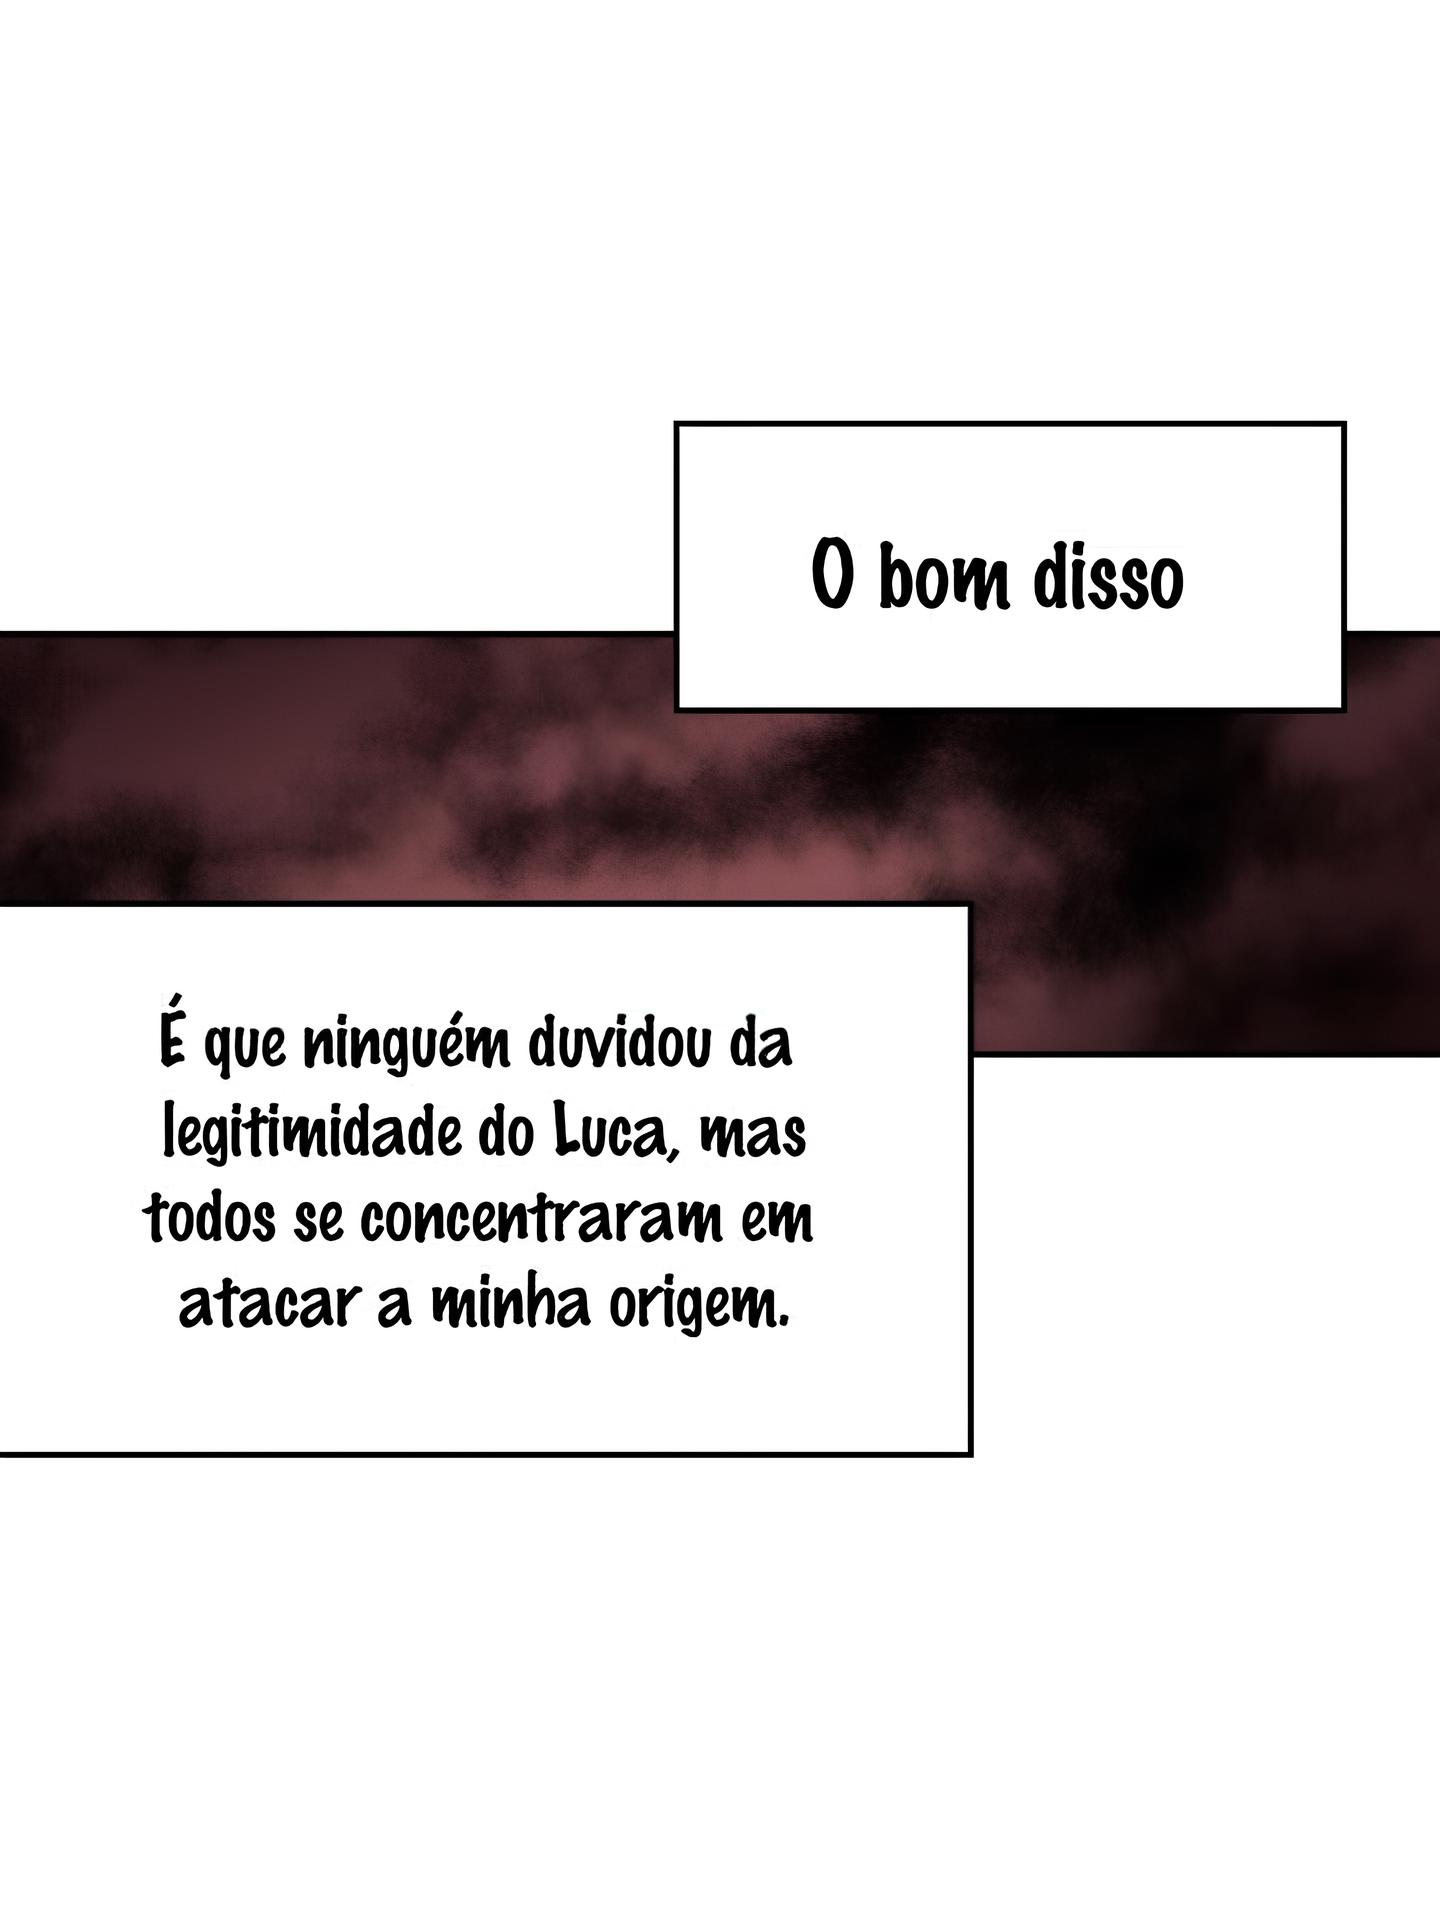 O bom disso
É que ninguém duvidou da
legitimidade do Luca, mas
todos se concentraram em
atacar a minha origem.